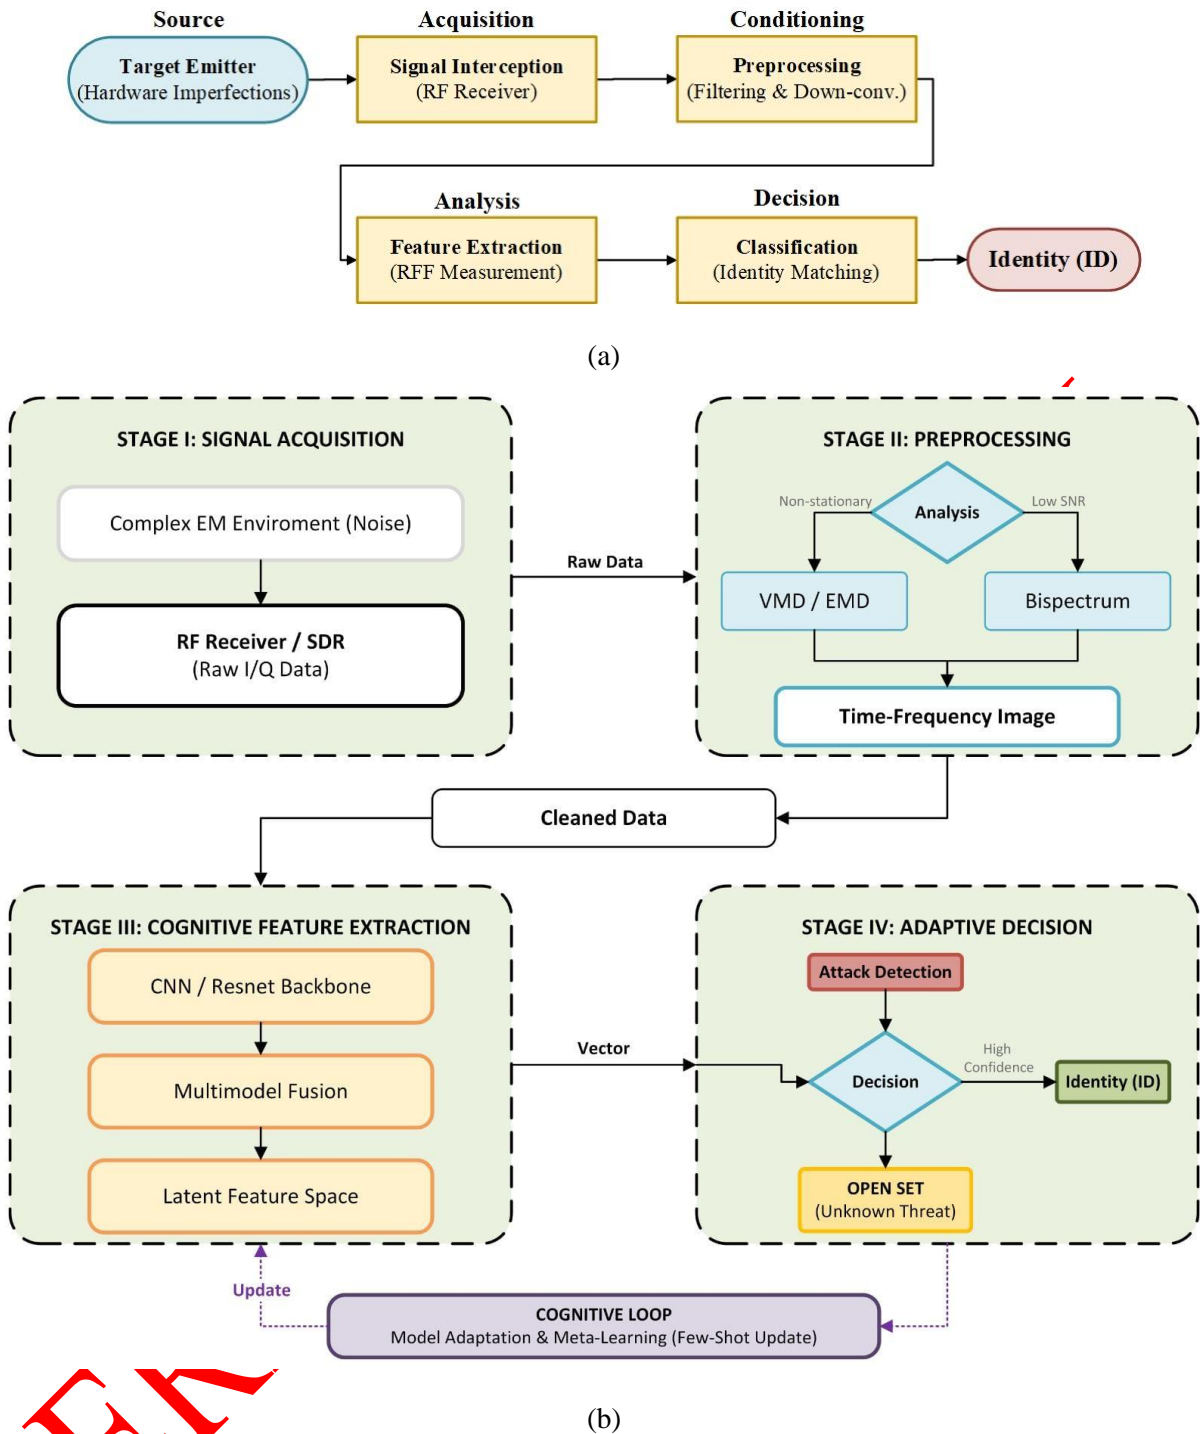 Source
Acquisition
Conditioning
Target Emitter
(Hardware Imperfections)
Signal Interception
(RF Receiver)
Preprocessing
(Filtering & Down-conv.)
Analysis
Decision
Feature Extraction
(RFF Measurement)
Classification
(Identity Matching)
Identity (ID)
(a)
STAGE I: SIGNAL ACQUISITION
Complex EM Enviroment (Noise)
RF Receiver / SDR
(Raw I/Q Data)
Raw Data
STAGE II: PREPROCESSING
Non-stationary
Analysis
Low SNR
VMD / EMD
Bispectrum
Time-Frequency Image
Cleaned Data
STAGE III: COGNITIVE FEATURE EXTRACTION
CNN / Resnet Backbone
Multimodel Fusion
Latent Feature Space
Vector
STAGE IV: ADAPTIVE DECISION
Attack Detection
Decision
High
Confidence
Identity (ID)
OPEN SET
(Unknown Threat)
Update
COGNITIVE LOOP
Model Adaptation & Meta-Learning (Few-Shot Update)
(b)